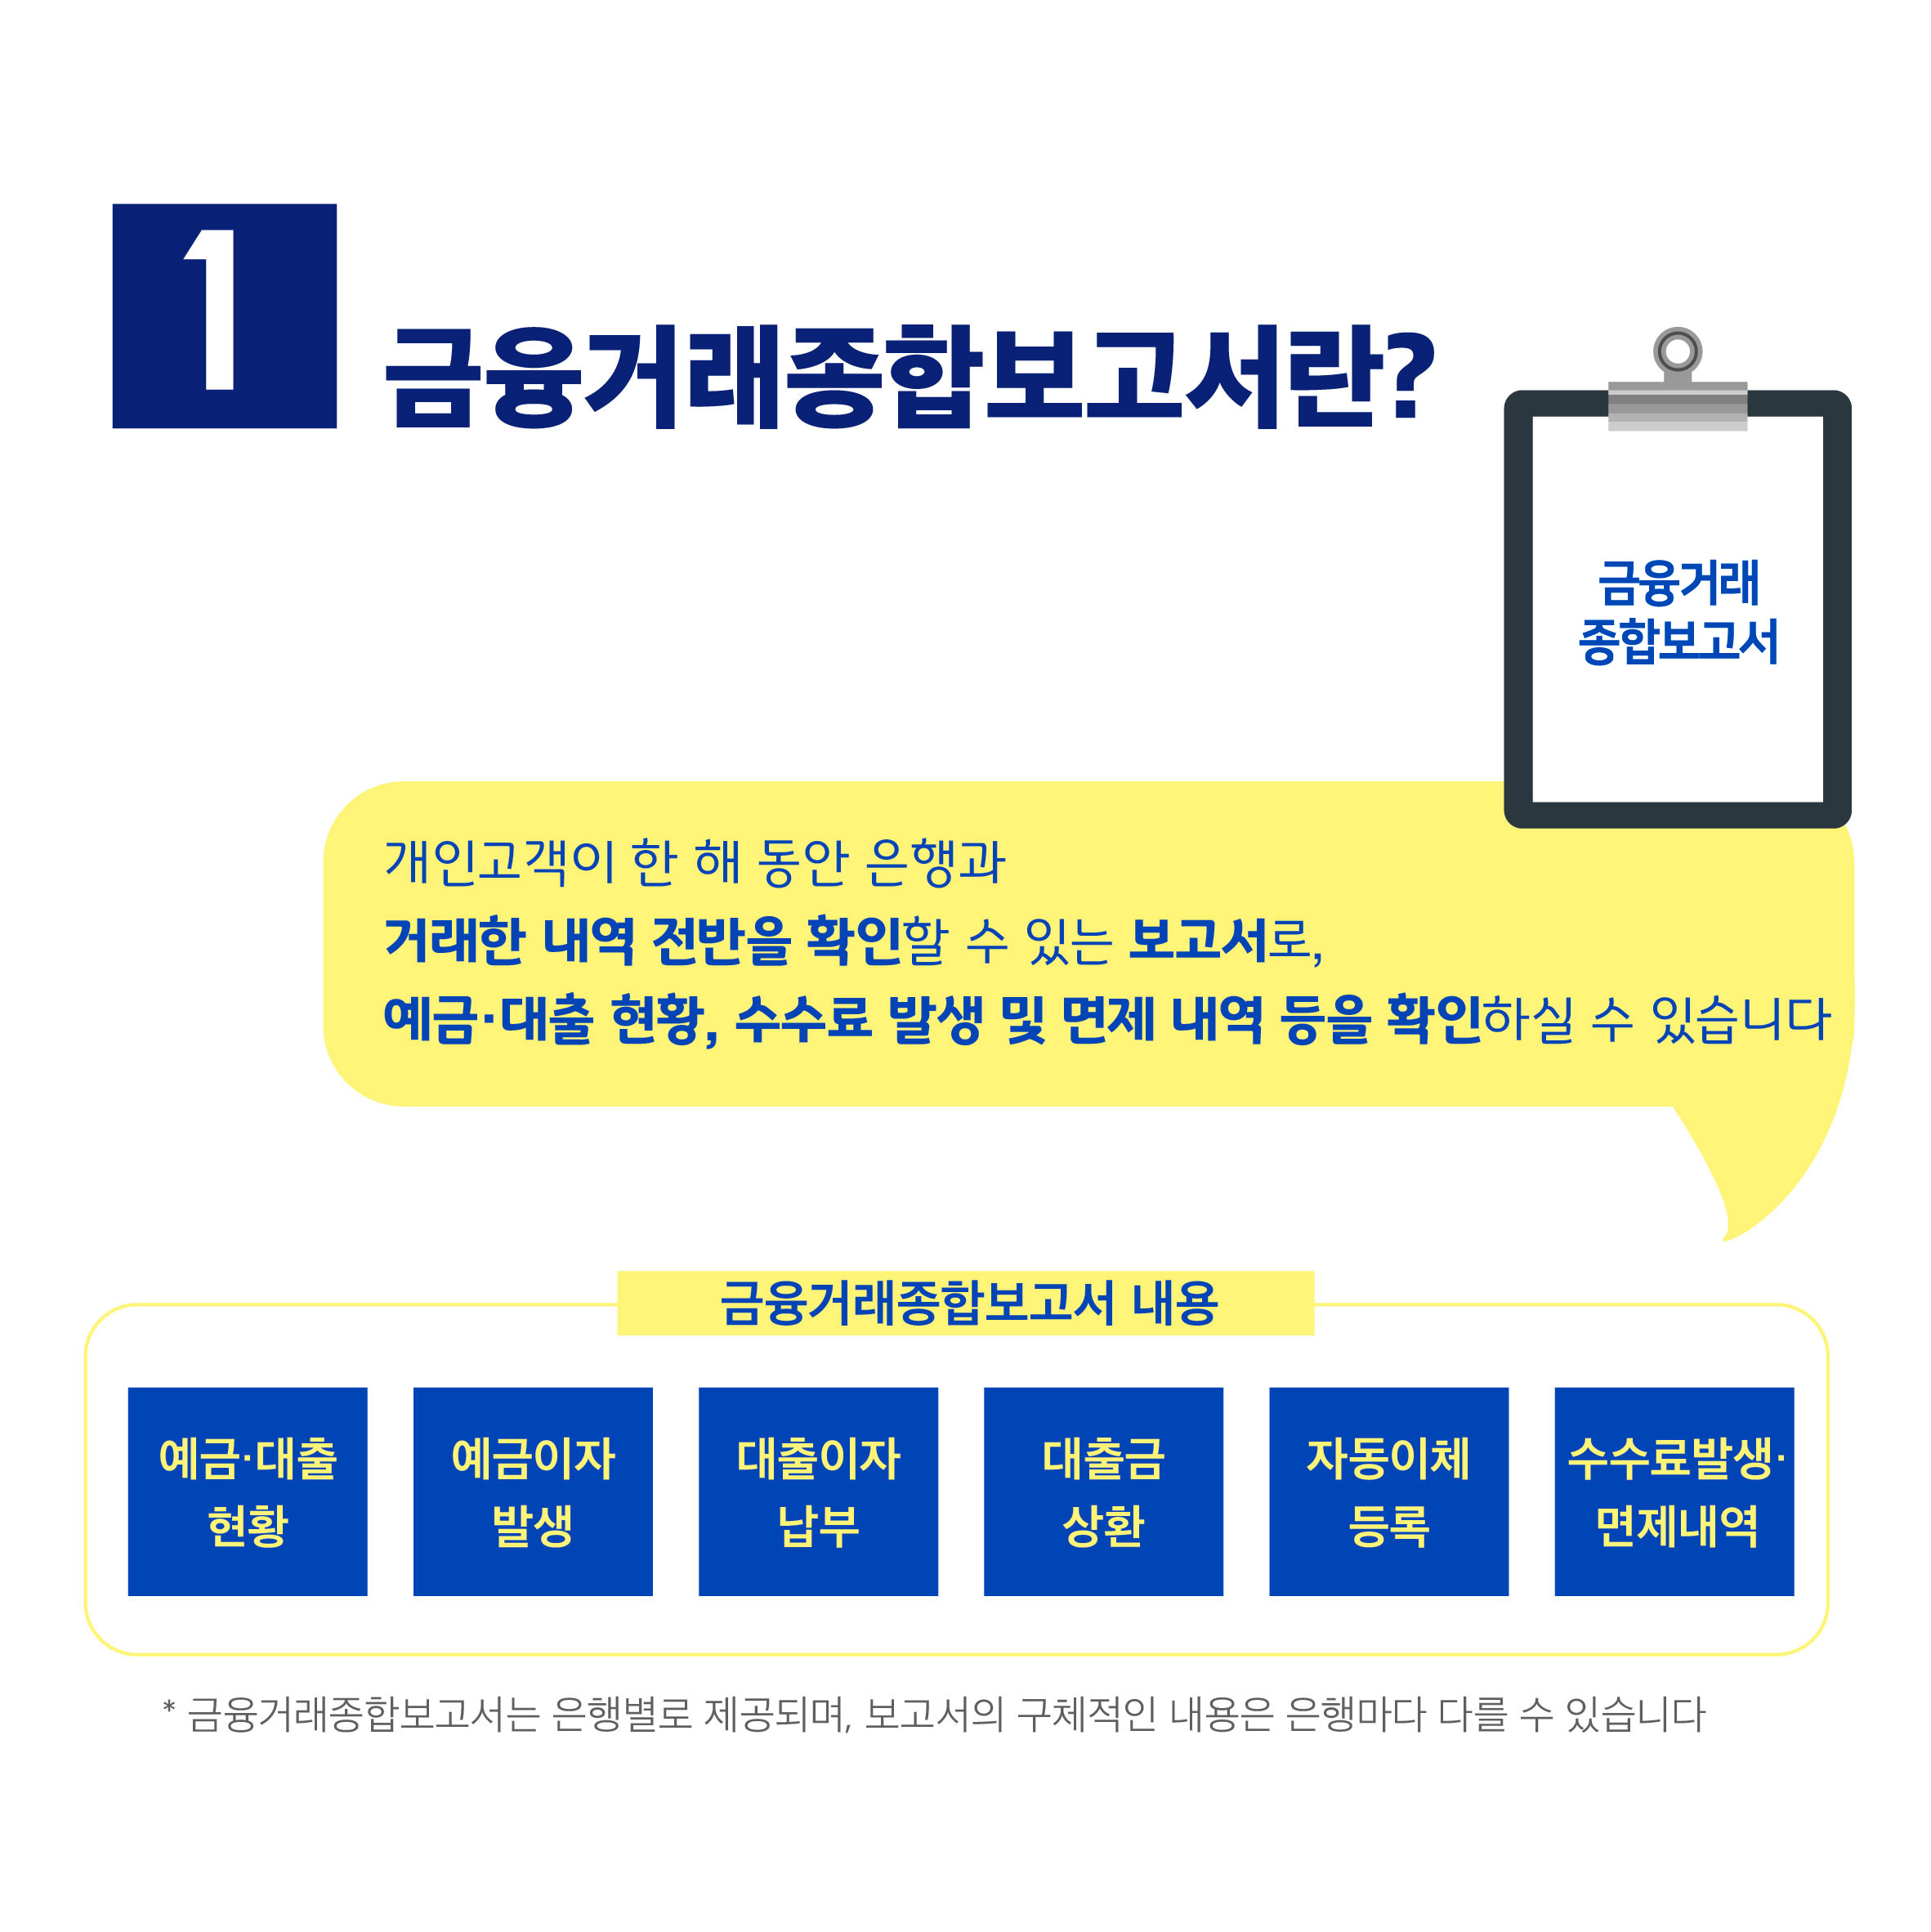 1
금융거래종합보고서란?
금융거래
종합보고서
개인고객이 한 해 동안 은행과
거래한 내역 전반을 확인할 수 있는 보고서로,
예금·대출 현황, 수수료 발생 및 면제 내역 등을 확인하실 수 있습니다
금융거래종합보고서 내용
예금·대출
현황
예금이자
발생
대출이자
납부
대출금
상환
자동이체
등록
수수료발생·
면제내역
* 금융거래종합보고서는 은행별로 제공되며, 보고서의 구체적인 내용은 은행마다 다를 수 있습니다